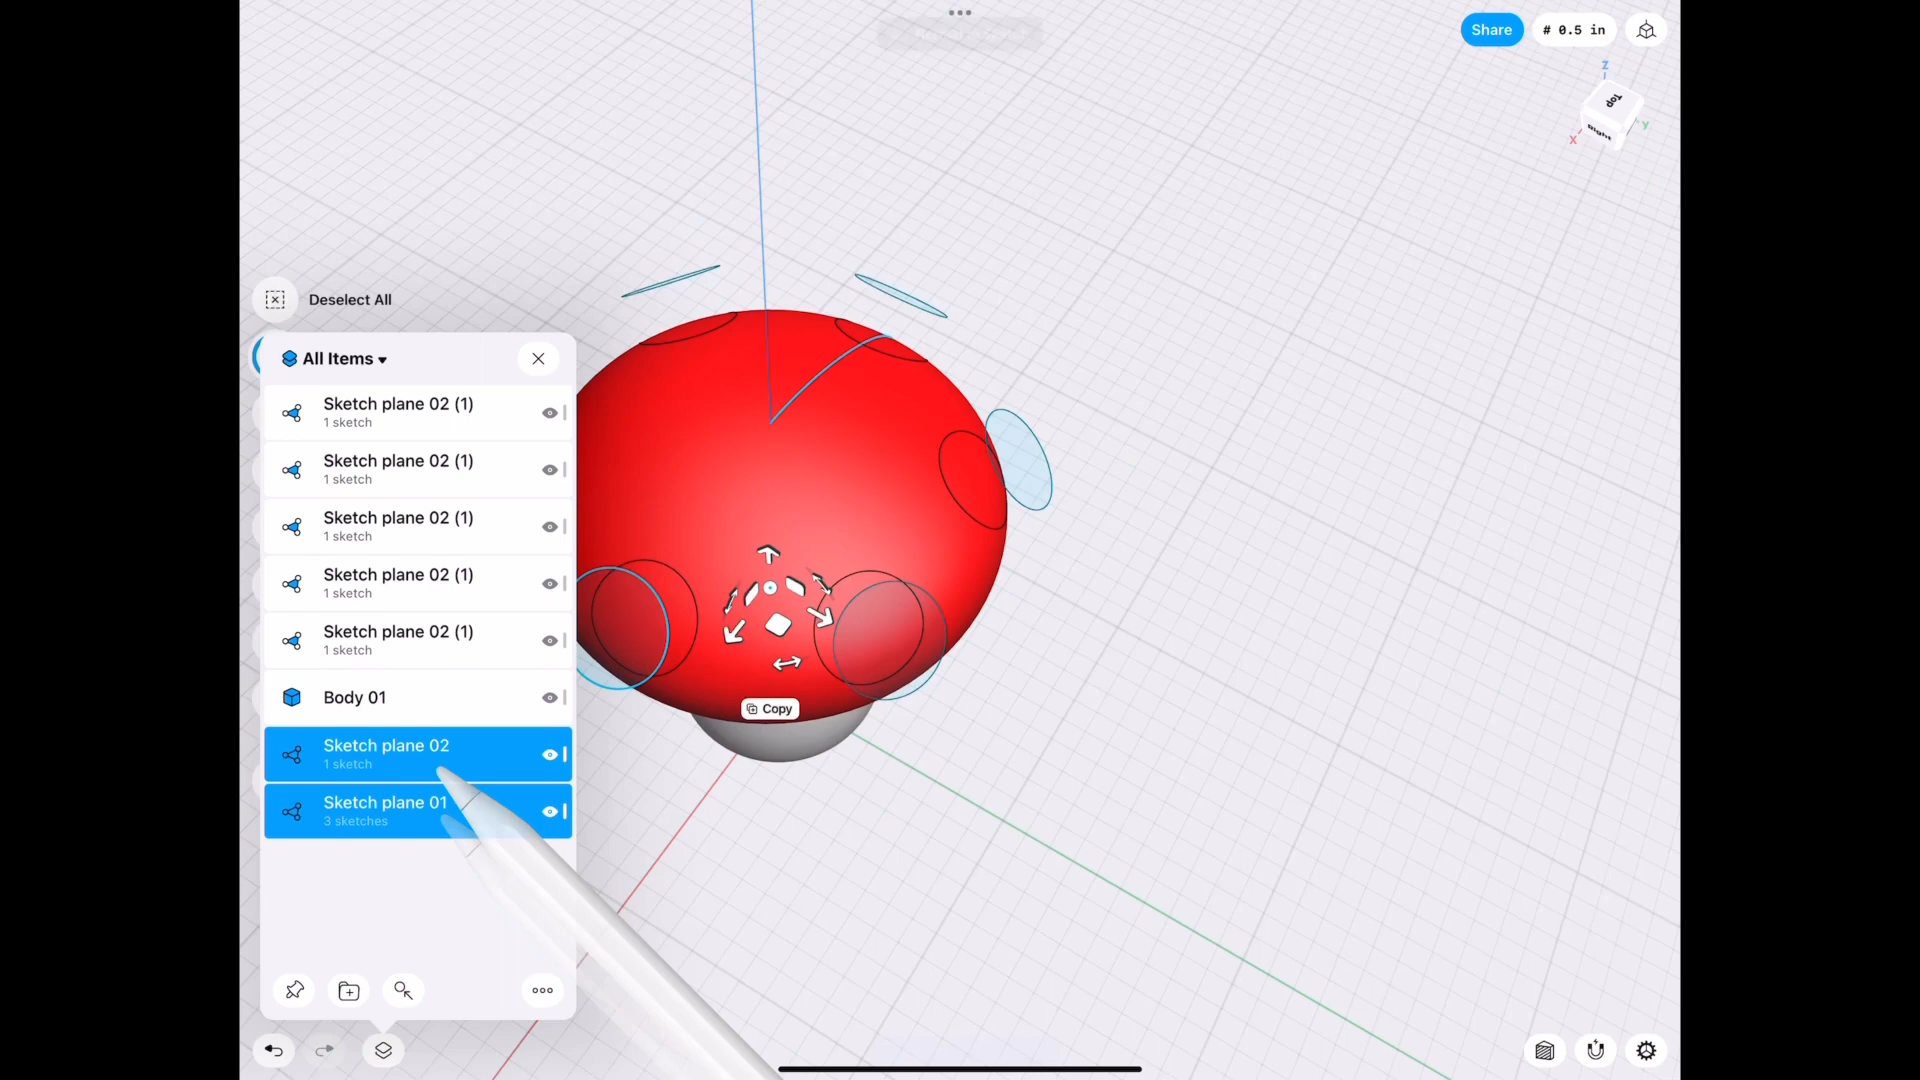 Share
# 0.5 in
Z
Top
Right
X
Y
Deselect All
All Items
Sketch plane 02 (1)
1 sketch
Sketch plane 02 (1)
1 sketch
Sketch plane 02 (1)
1 sketch
Sketch plane 02 (1)
1 sketch
Sketch plane 02 (1)
1 sketch
Body 01
Copy
Sketch plane 02
1 sketch
Sketch plane 01
3 sketches